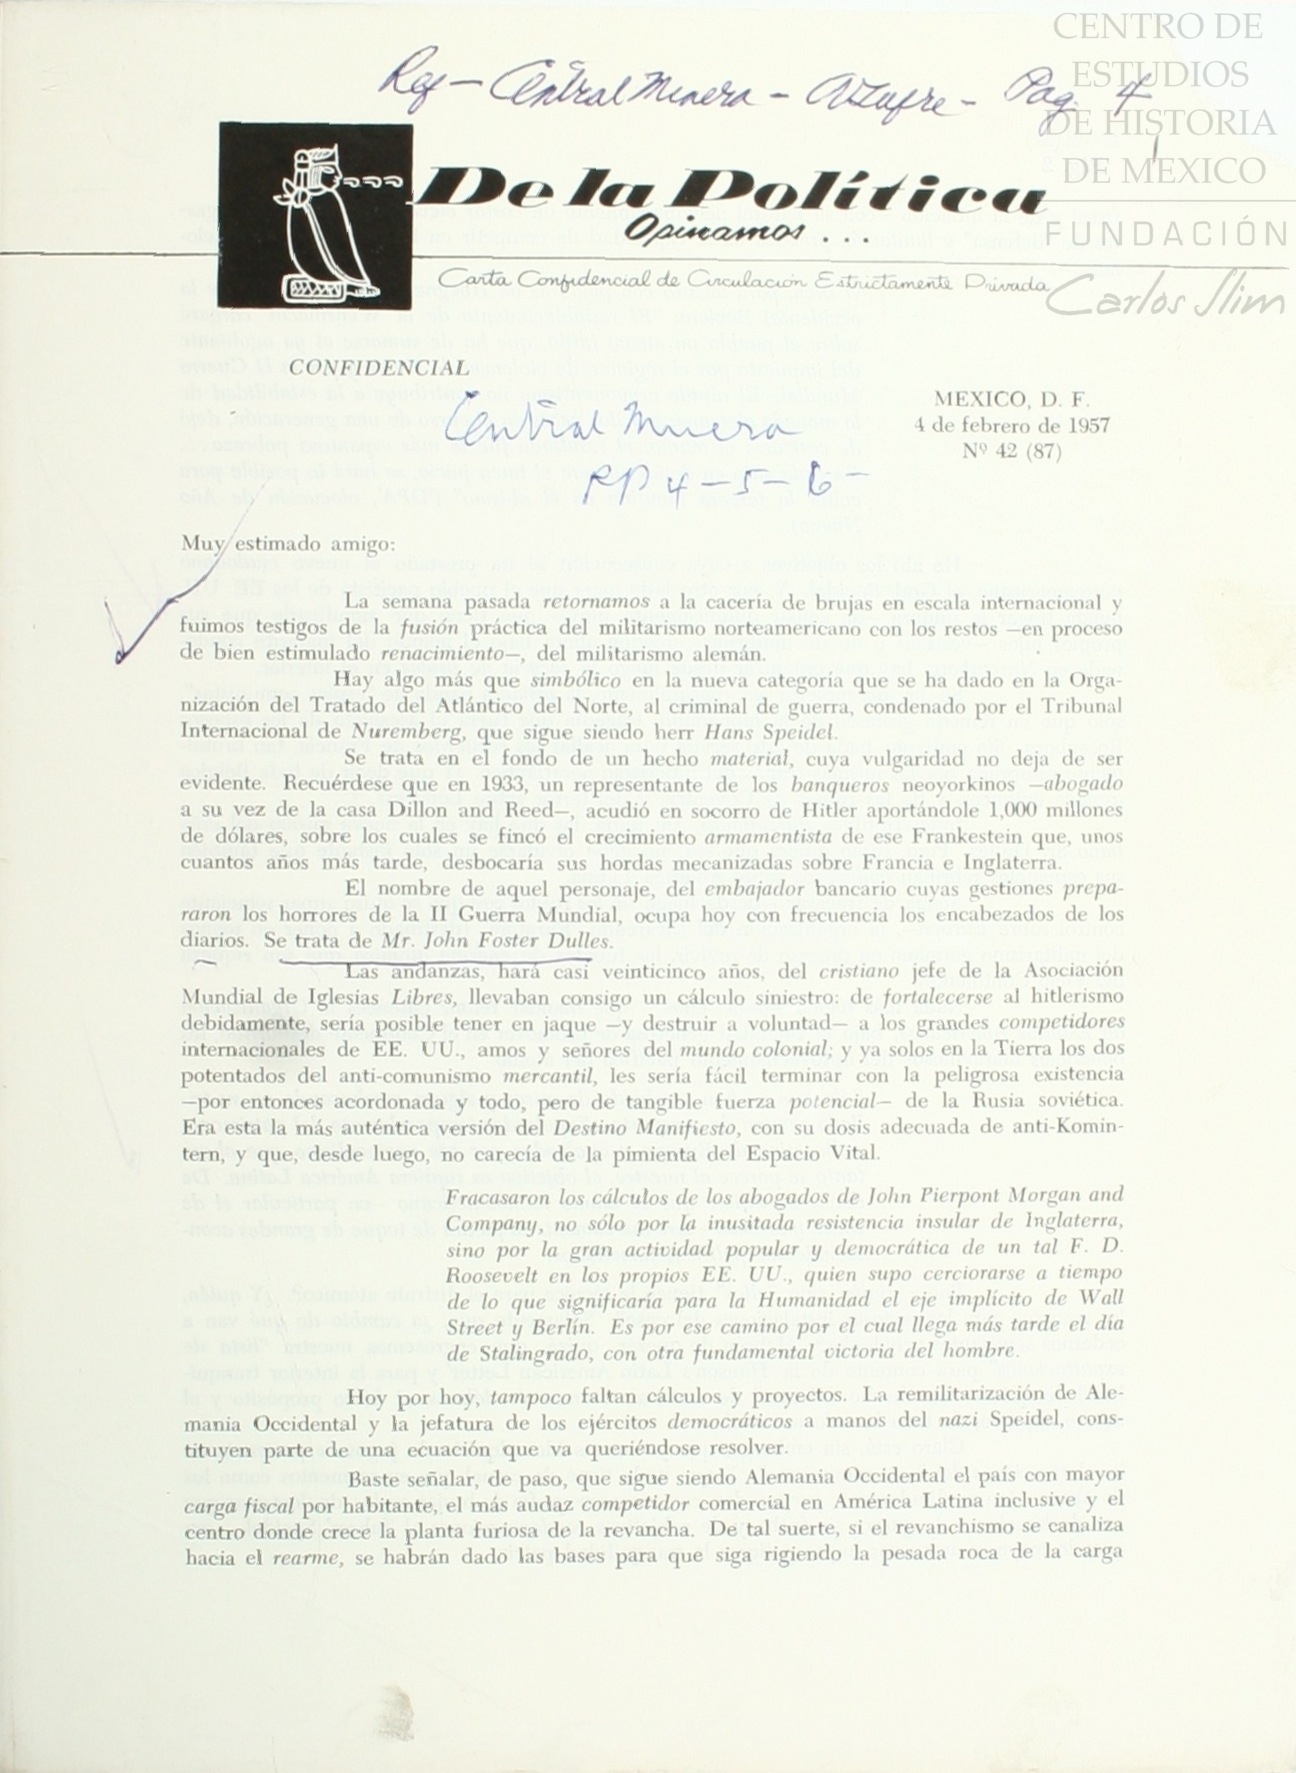 CENTRO DE
ESTUDIOS
DE HISTORIA
DE MEXICO
FUNDACIÓN
Carlos Slim
Ref - Central Minera - Azufre - Pag. 4
De la Política
Opinamos . . .
Carta Confidencial de Circulación Estrictamente Privada
CONFIDENCIAL
MEXICO, D. F.
4 de febrero de 1957
Nº 42 (87)
Central Minera
PP 4 - 5 - 6 -
Muy estimado amigo:
La semana pasada retornamos a la cacería de brujas en escala internacional y
fuimos testigos de la fusión práctica del militarismo norteamericano con los restos —en proceso
de bien estimulado renacimiento—, del militarismo alemán.
Hay algo más que simbólico en la nueva categoría que se ha dado en la Orga-
nización del Tratado del Atlántico del Norte, al criminal de guerra, condenado por el Tribunal
Internacional de Nuremberg, que sigue siendo herr Hans Speidel.
Se trata en el fondo de un hecho material, cuya vulgaridad no deja de ser
evidente. Recuérdese que en 1933, un representante de los banqueros neoyorkinos —abogado
a su vez de la casa Dillon and Reed—, acudió en socorro de Hitler aportándole 1,000 millones
de dólares, sobre los cuales se fincó el crecimiento armamentista de ese Frankestein que, unos
cuantos años más tarde, desbocaría sus hordas mecanizadas sobre Francia e Inglaterra.
El nombre de aquel personaje, del embajador bancario cuyas gestiones prepa-
raron los horrores de la II Guerra Mundial, ocupa hoy con frecuencia los encabezados de los
diarios. Se trata de Mr. John Foster Dulles.
Las andanzas, hará casi veinticinco años, del cristiano jefe de la Asociación
Mundial de Iglesias Libres, llevaban consigo un cálculo siniestro: de fortalecerse al hitlerismo
debidamente, sería posible tener en jaque —y destruir a voluntad— a los grandes competidores
internacionales de EE. UU., amos y señores del mundo colonial; y ya solos en la Tierra los dos
potentados del anti-comunismo mercantil, les sería fácil terminar con la peligrosa existencia
—por entonces acordonada y todo, pero de tangible fuerza potencial— de la Rusia soviética.
Era esta la más auténtica versión del Destino Manifiesto, con su dosis adecuada de anti-Komin-
tern, y que, desde luego, no carecía de la pimienta del Espacio Vital.
Fracasaron los cálculos de los abogados de John Pierpont Morgan and
Company, no sólo por la inusitada resistencia insular de Inglaterra,
sino por la gran actividad popular y democrática de un tal F. D.
Roosevelt en los propios EE. UU., quien supo cerciorarse a tiempo
de lo que significaría para la Humanidad el eje implícito de Wall
Street y Berlín. Es por ese camino por el cual llega más tarde el día
de Stalingrado, con otra fundamental victoria del hombre.
Hoy por hoy, tampoco faltan cálculos y proyectos. La remilitarización de Ale-
mania Occidental y la jefatura de los ejércitos democráticos a manos del nazi Speidel, cons-
tituyen parte de una ecuación que va queriéndose resolver.
Baste señalar, de paso, que sigue siendo Alemania Occidental el país con mayor
carga fiscal por habitante, el más audaz competidor comercial en América Latina inclusive y el
centro donde crece la planta furiosa de la revancha. De tal suerte, si el revanchismo se canaliza
hacia el rearme, se habrán dado las bases para que siga rigiendo la pesada roca de la carga